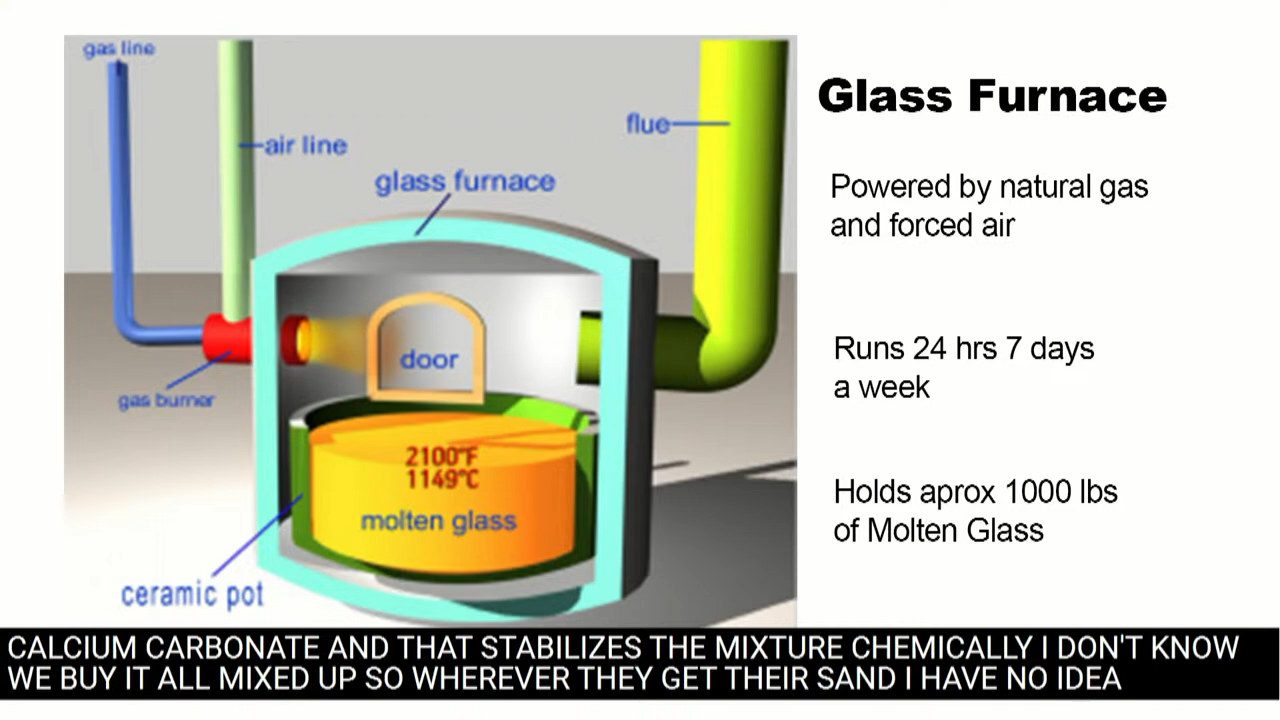 gas line
air line
flue
glass furnace
door
gas burner
2100°F
1149°C
molten glass
ceramic pot
Glass Furnace
Powered by natural gas
and forced air
Runs 24 hrs 7 days
a week
Holds aprox 1000 lbs
of Molten Glass
CALCIUM CARBONATE AND THAT STABILIZES THE MIXTURE CHEMICALLY I DON'T KNOW
WE BUY IT ALL MIXED UP SO WHEREVER THEY GET THEIR SAND I HAVE NO IDEA